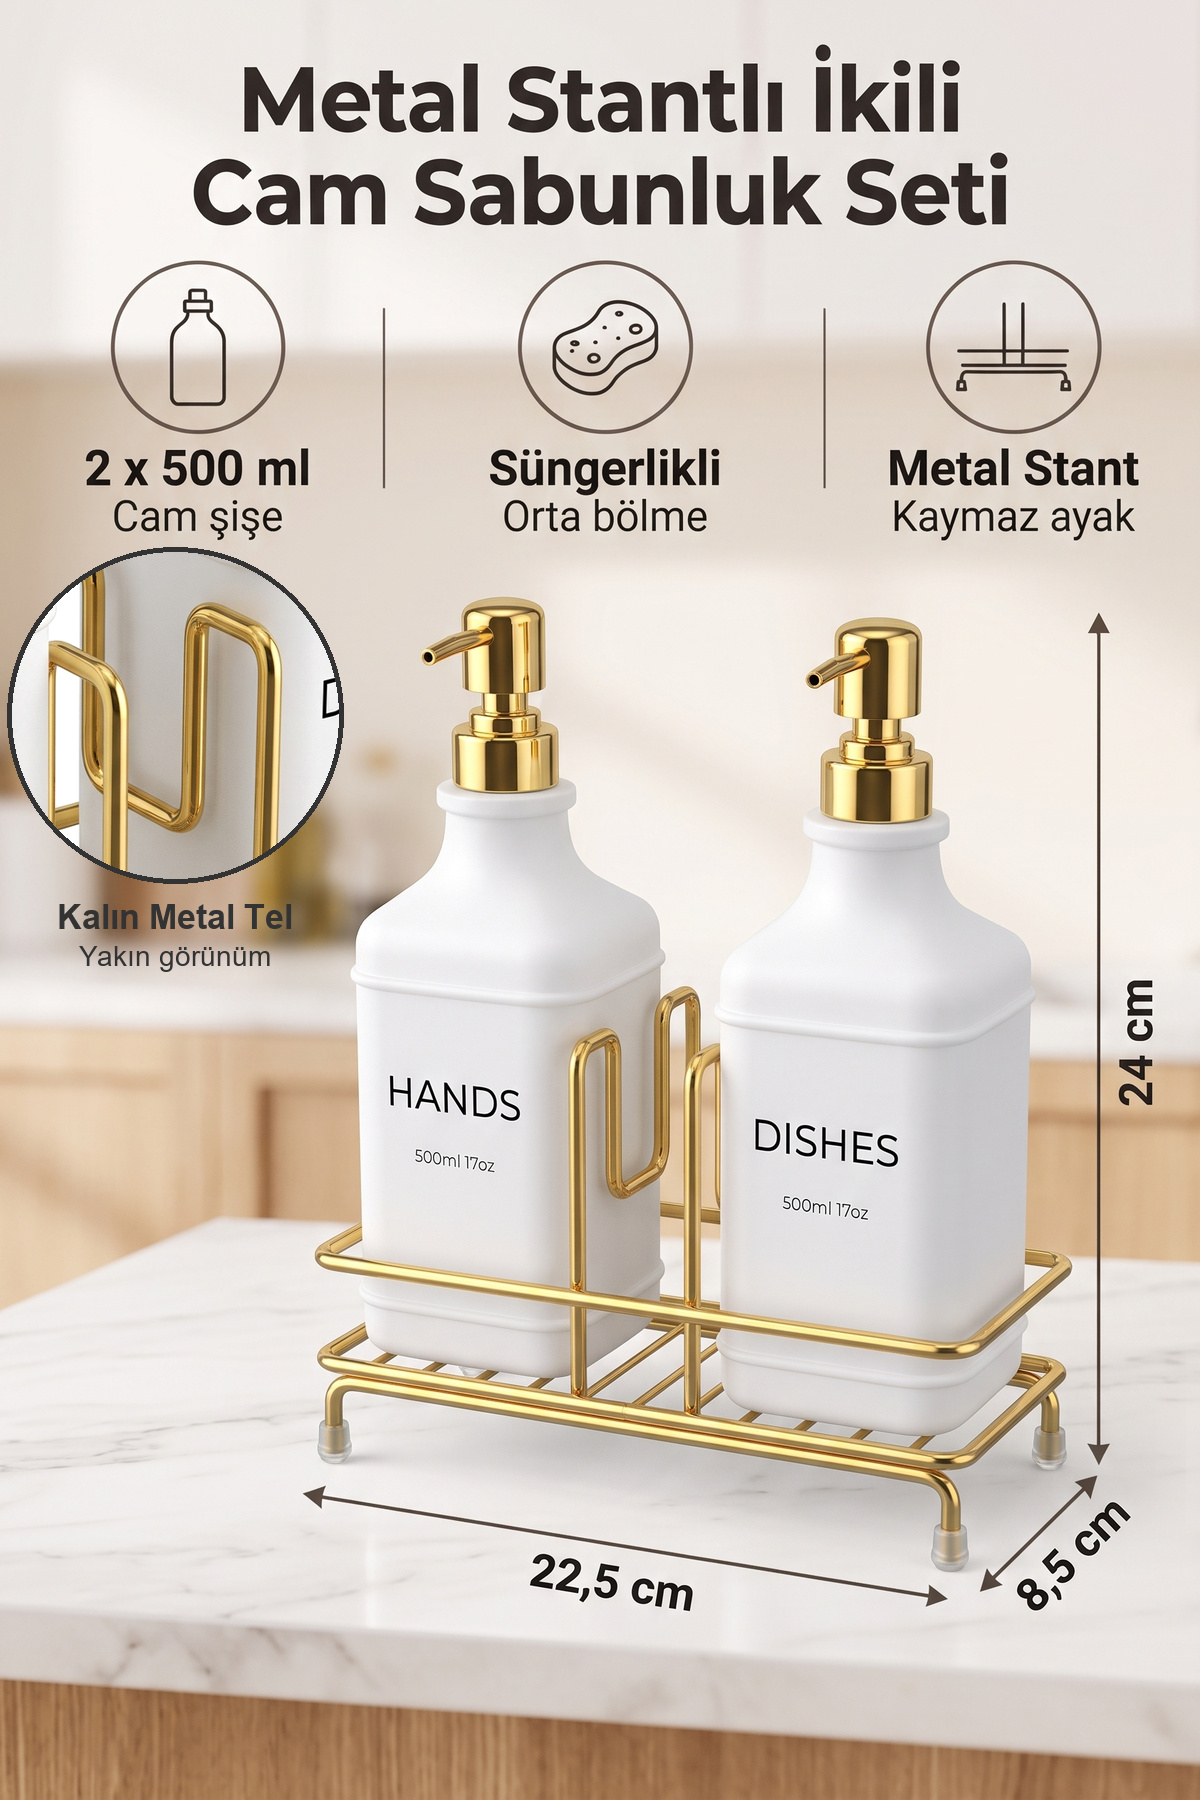 Metal Stantlı İkili
Cam Sabunluk Seti
2 x 500 ml
Cam şişe
Süngerlikli
Orta bölme
Metal Stant
Kaymaz ayak
D
Kalın Metal Tel
Yakın görünüm
HANDS
500ml 17oz
DISHES
500ml 17oz
24 cm
22,5 cm
8,5 cm